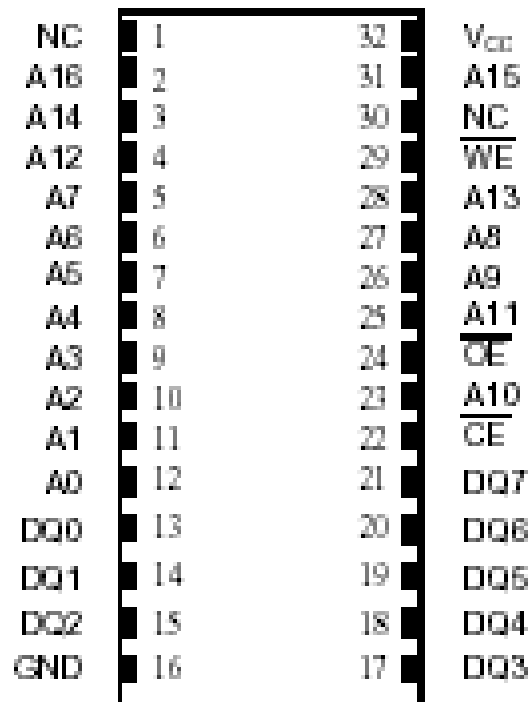 NC 1 32 VCC
A16 2 31 A15
A14 3 30 NC
A12 4 29 WE
A7 5 28 A13
A6 6 27 A8
A5 7 26 A9
A4 8 25 A11
A3 9 24 OE
A2 10 23 A10
A1 11 22 CE
A0 12 21 DQ7
DQ0 13 20 DQ6
DQ1 14 19 DQ5
DQ2 15 18 DQ4
GND 16 17 DQ3